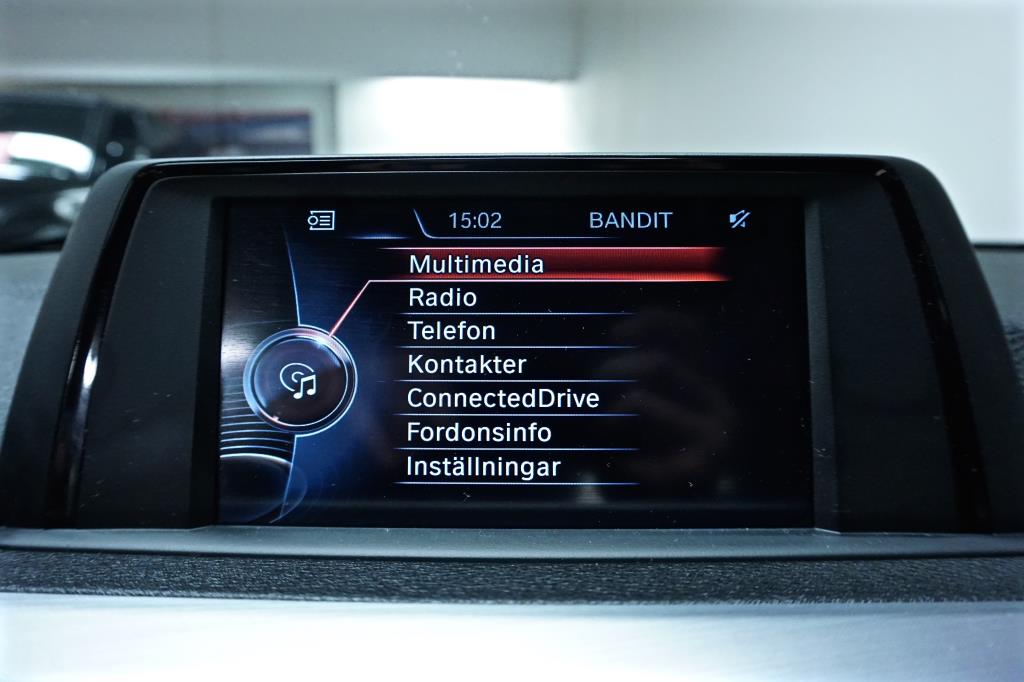 15:02 BANDIT
Multimedia
Radio
Telefon
Kontakter
ConnectedDrive
Fordonsinfo
Inställningar